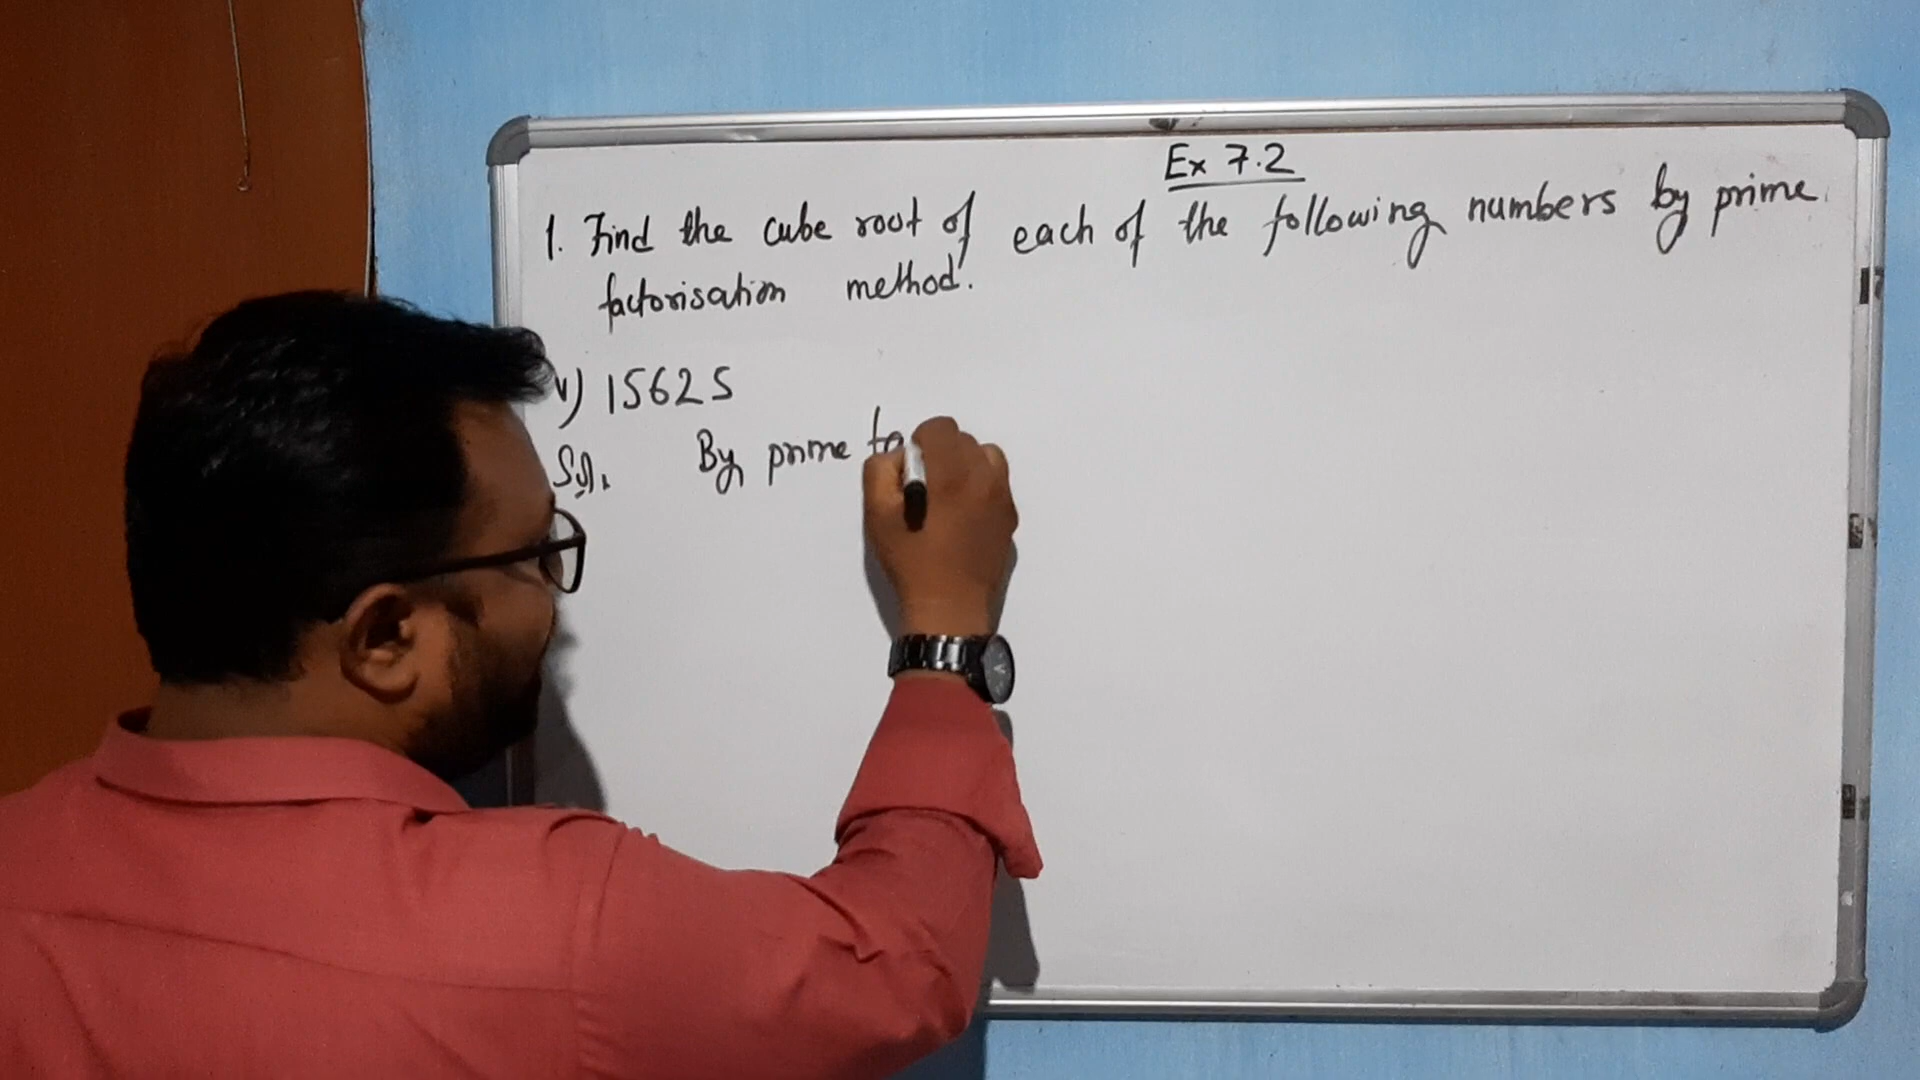 Ex 7.2
1. Find the cube root of each of the following numbers by prime
factorisation method.
v) 15625
Sol.
By prime fa